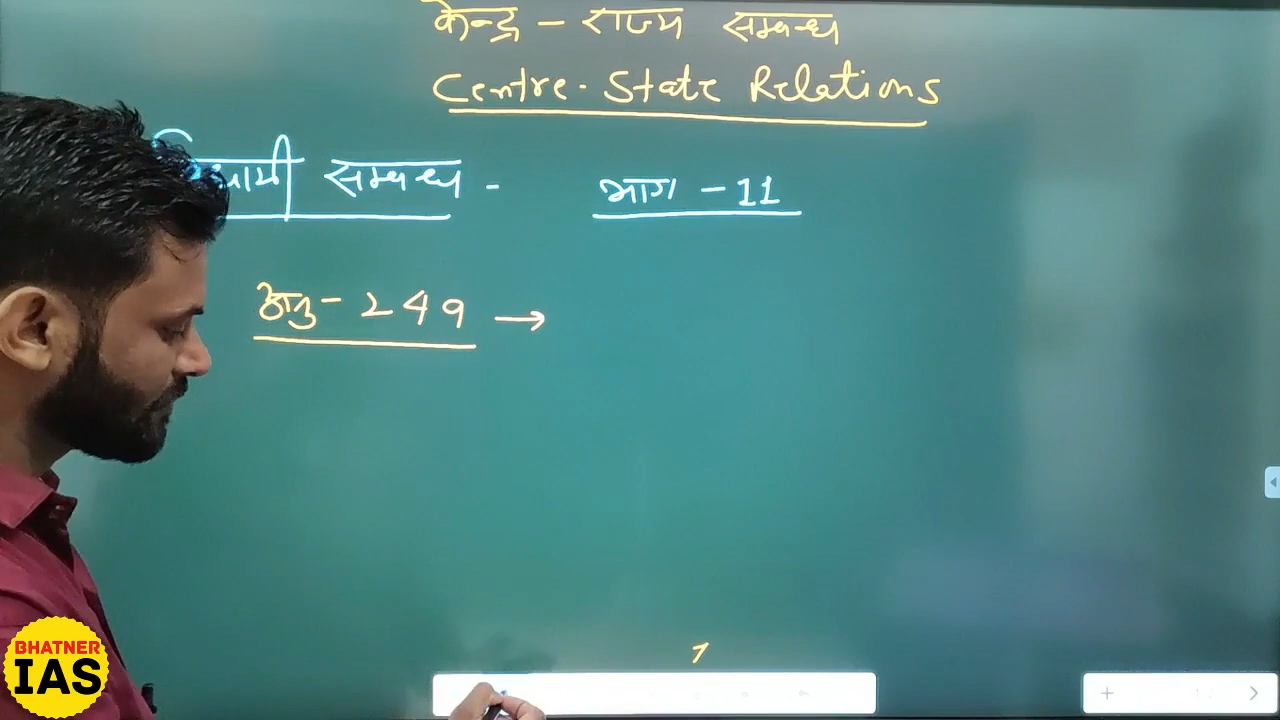 केन्द्र - राज्य सम्बन्ध
Centre-State Relations
सम्बन्ध - भाग - 11
अनु - 249 →
BHATNER
IAS